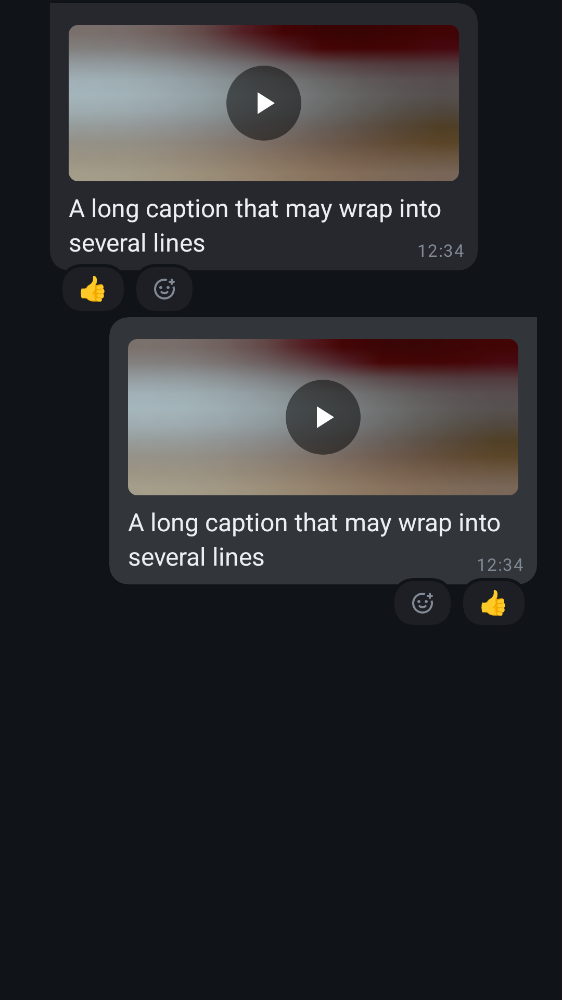 A long caption that may wrap into
several lines
12:34
A long caption that may wrap into
several lines
12:34